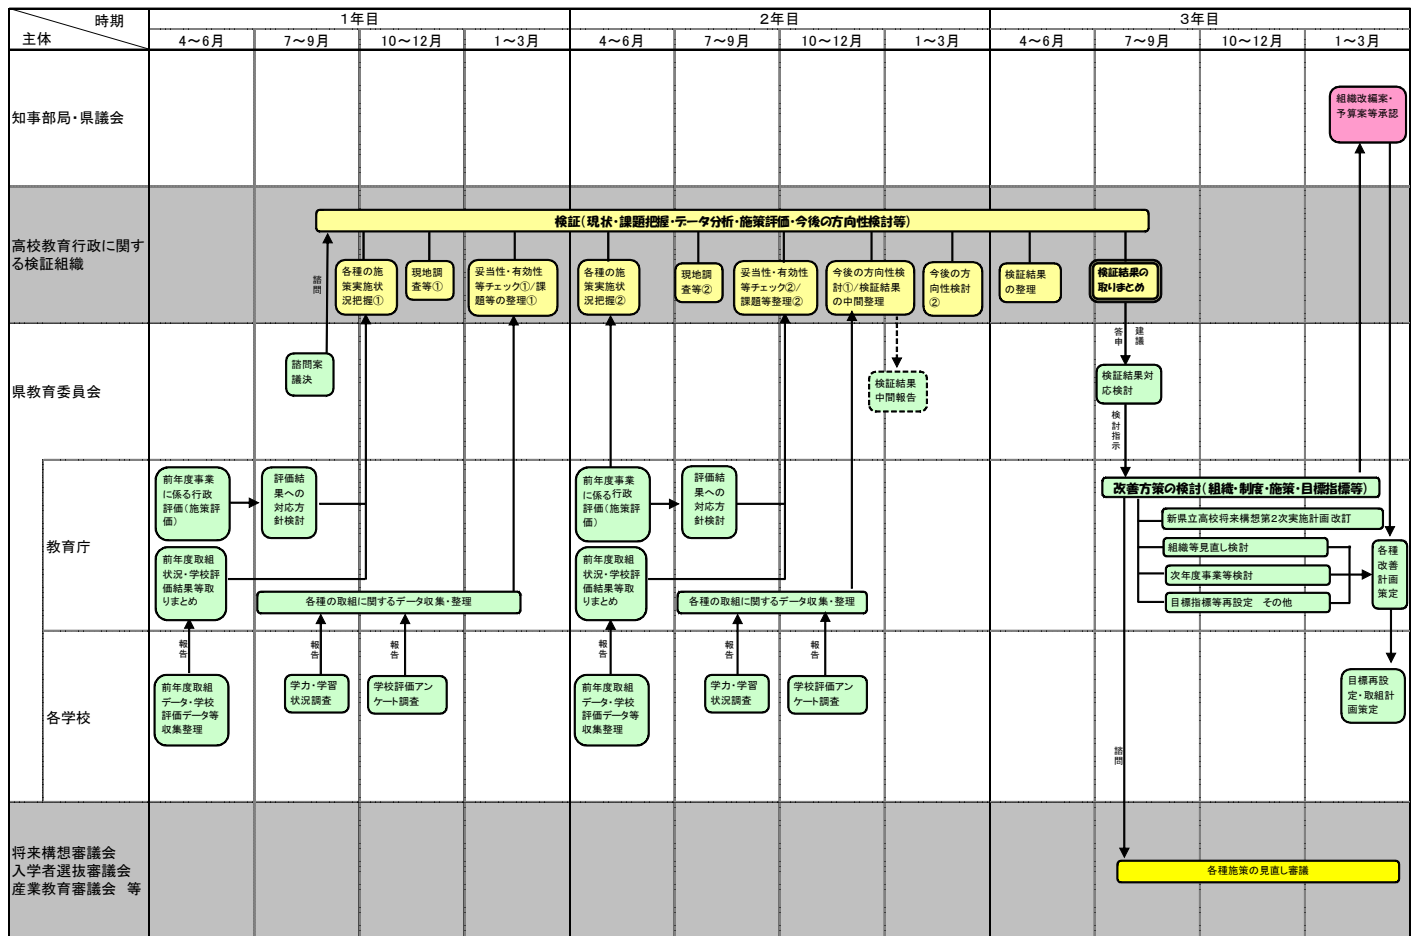 時期
主体
1年目
2年目
3年目
4～6月
7～9月
10～12月
1～3月
4～6月
7～9月
10～12月
1～3月
4～6月
7～9月
10～12月
1～3月
知事部局・県議会
組織改編案・
予算案等承認
高校教育行政に関す
る検証組織
検証(現状・課題把握・データ分析・施策評価・今後の方向性検討等)
諮問
各種の施
策実施状
況把握①
現地調
査等①
妥当性・有効性
等チェック①/課
題等の整理①
各種の施
策実施状
況把握②
現地調
査等②
妥当性・有効性
等チェック②/
課題等整理②
今後の方向性検
討①/検証結果
の中間整理
今後の方
向性検討
②
検証結果
の整理
検証結果の
取りまとめ
答申
建議
県教育委員会
諮問案
議決
検証結果
中間報告
検証結果対
応検討
検討指示
教育庁
前年度事業
に係る行政
評価(施策評
価)
評価結
果への
対応方
針検討
前年度取組
状況・学校評
価結果等取
りまとめ
各種の取組に関するデータ収集・整理
前年度事業
に係る行政
評価(施策評
価)
評価結
果への
対応方
針検討
前年度取組
状況・学校評
価結果等取
りまとめ
各種の取組に関するデータ収集・整理
改善方策の検討(組織・制度・施策・目標指標等)
新県立高校将来構想第2次実施計画改訂
組織等見直し検討
次年度事業等検討
目標指標等再設定　その他
各種
改善
計画
策定
各学校
報告
報告
報告
報告
報告
報告
前年度取組
データ・学校
評価データ等
収集整理
学力・学習
状況調査
学校評価アン
ケート調査
前年度取組
データ・学校
評価データ等
収集整理
学力・学習
状況調査
学校評価アン
ケート調査
目標再設
定・取組計
画策定
諮問
将来構想審議会
入学者選抜審議会
産業教育審議会　等
各種施策の見直し審議